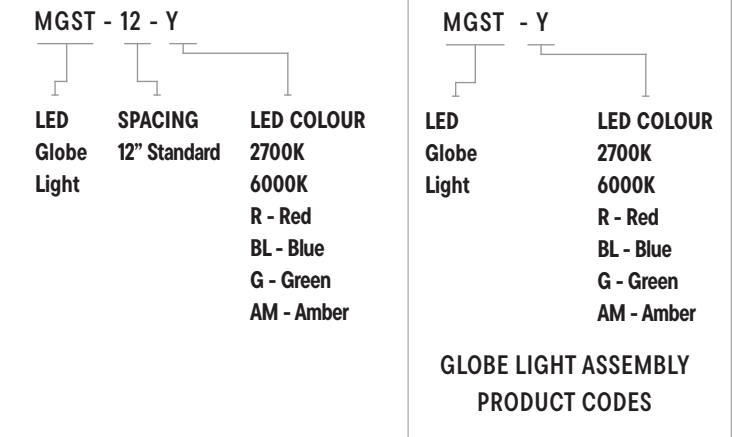 MGST - 12 - Y
LED
Globe
Light
SPACING
12” Standard
LED COLOUR
2700K
6000K
R - Red
BL - Blue
G - Green
AM - Amber
MGST - Y
LED
Globe
Light
LED COLOUR
2700K
6000K
R - Red
BL - Blue
G - Green
AM - Amber
GLOBE LIGHT ASSEMBLY
PRODUCT CODES